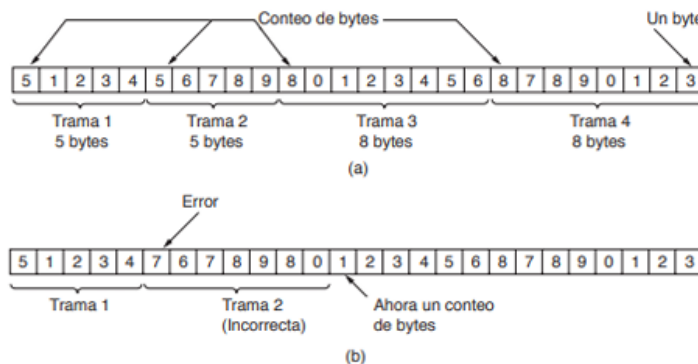 Conteo de bytes
Un byte
5 1 2 3 4 5 6 7 8 9 8 0 1 2 3 4 5 6 8 7 8 9 0 1 2 3
Trama 1
5 bytes
Trama 2
5 bytes
Trama 3
8 bytes
Trama 4
8 bytes
(a)
Error
5 1 2 3 4 7 6 7 8 9 8 0 1 2 3 4 5 6 8 7 8 9 0 1 2 3
Trama 1
Trama 2
(Incorrecta)
Ahora un conteo
de bytes
(b)